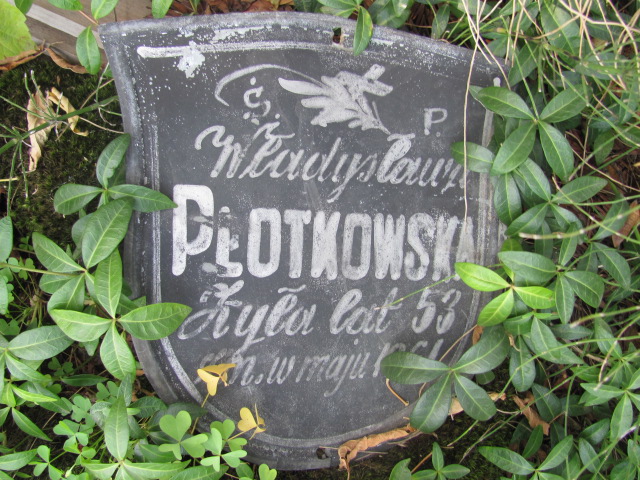 Ś. P.
Władysława
PŁOTKOWSKA
Żyła lat 53
zm. w maju